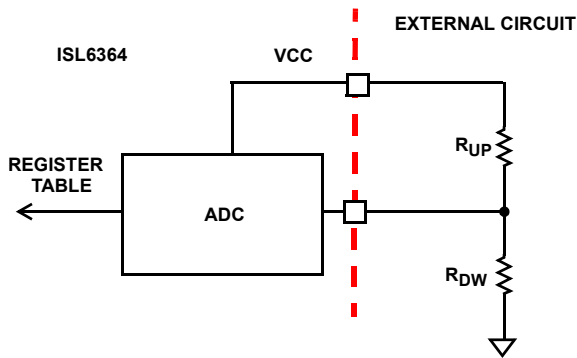 EXTERNAL CIRCUIT
ISL6364
VCC
RUP
REGISTER
TABLE
ADC
RDW